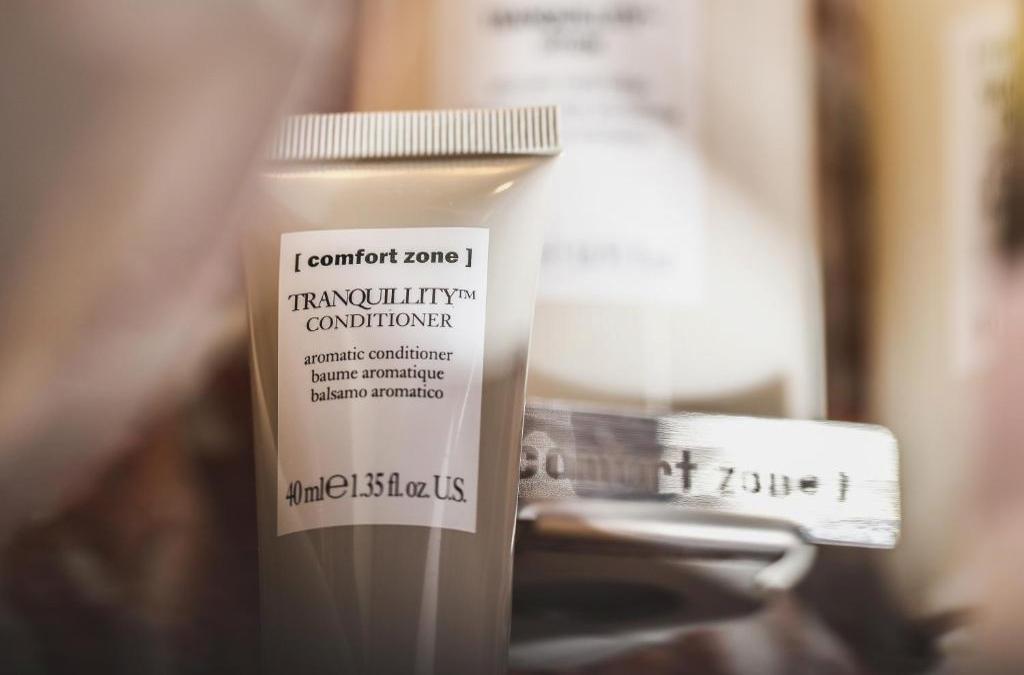 [ comfort zone ]
TRANQUILLITY™
CONDITIONER
aromatic conditioner
baume aromatique
balsamo aromatico
40 ml ℮ 1.35 fl. oz. U.S.
comfort zone ]